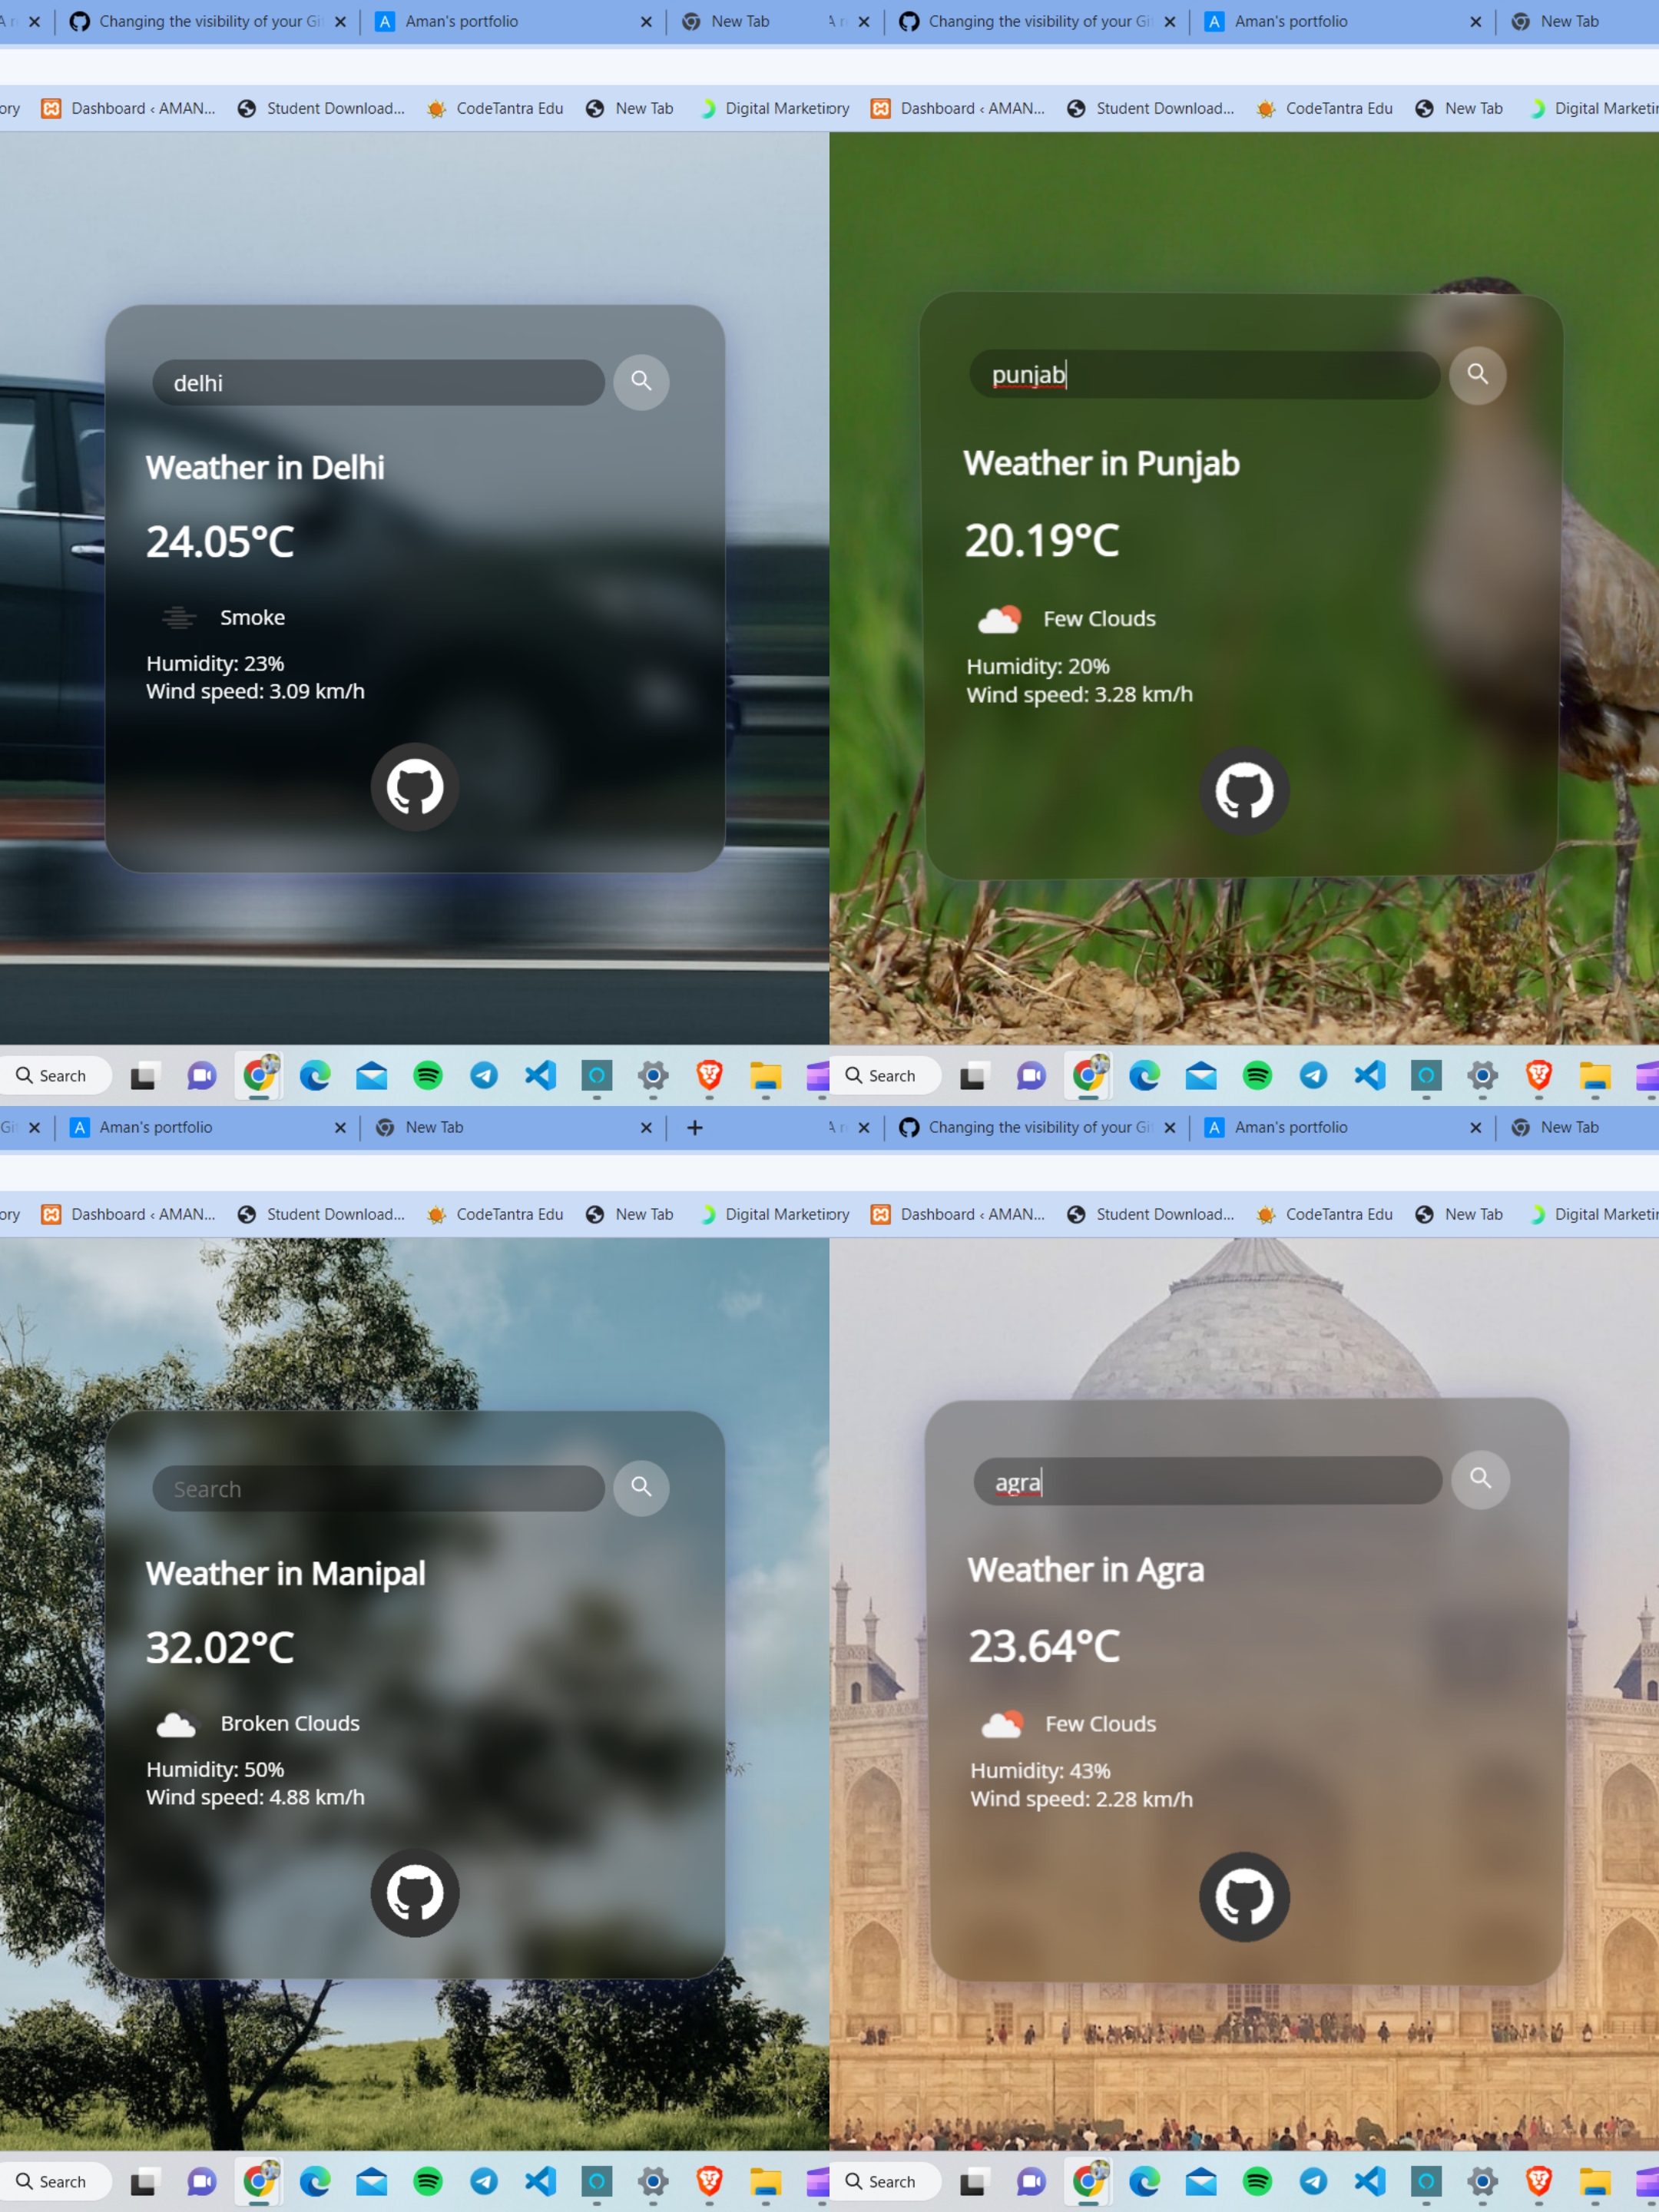 Changing the visibility of your Gi
Aman's portfolio
New Tab
ory
Dashboard ‹ AMAN...
Student Download...
CodeTantra Edu
New Tab
Digital Marketi
delhi
Weather in Delhi
24.05°C
Smoke
Humidity: 23%
Wind speed: 3.09 km/h
Search
Changing the visibility of your Gi
Aman's portfolio
New Tab
ory
Dashboard ‹ AMAN...
Student Download...
CodeTantra Edu
New Tab
Digital Marketi
punjab
Weather in Punjab
20.19°C
Few Clouds
Humidity: 20%
Wind speed: 3.28 km/h
Search
Gi
Aman's portfolio
New Tab
ory
Dashboard ‹ AMAN...
Student Download...
CodeTantra Edu
New Tab
Digital Marketi
Search
Weather in Manipal
32.02°C
Broken Clouds
Humidity: 50%
Wind speed: 4.88 km/h
Search
Changing the visibility of your Gi
Aman's portfolio
New Tab
ory
Dashboard ‹ AMAN...
Student Download...
CodeTantra Edu
New Tab
Digital Marketi
agra
Weather in Agra
23.64°C
Few Clouds
Humidity: 43%
Wind speed: 2.28 km/h
Search